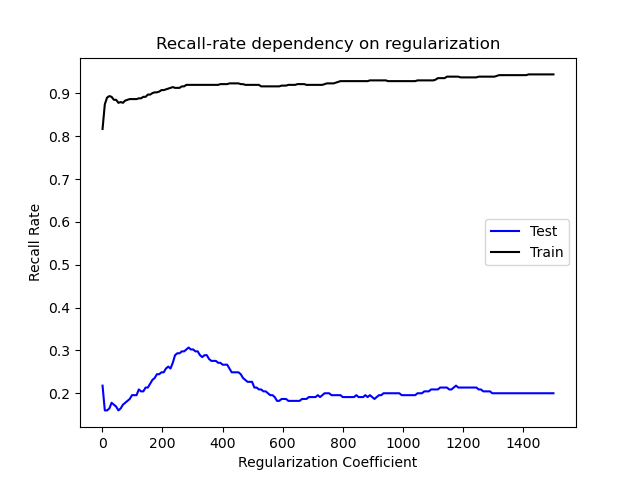 Recall-rate dependency on regularization
Recall Rate
0.9
0.8
0.7
0.6
0.5
0.4
0.3
0.2
Test
Train
0 200 400 600 800 1000 1200 1400
Regularization Coefficient